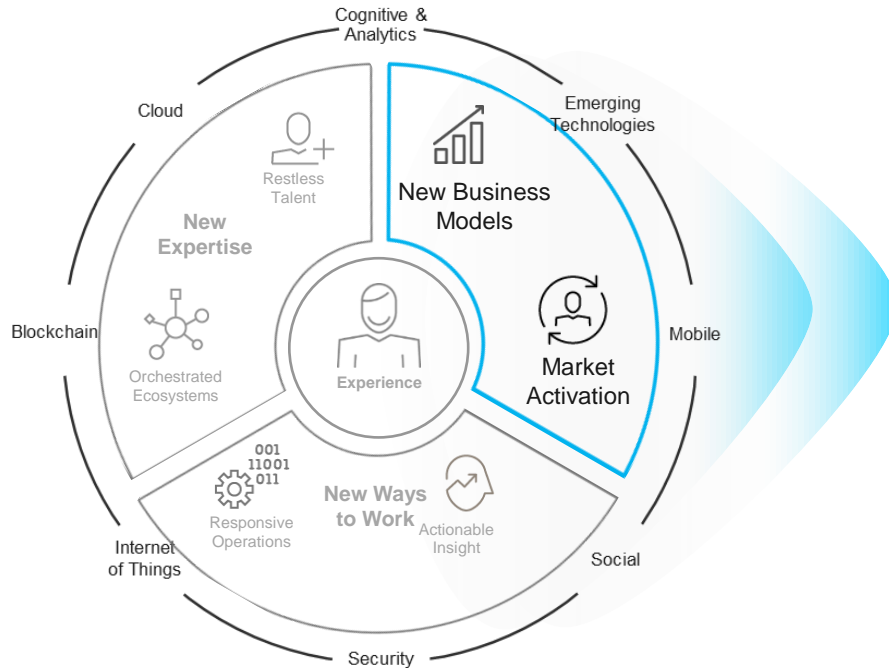 Cognitive &
Analytics
Cloud
Emerging
Technologies
Restless
Talent
New Business
Models
New
Expertise
Blockchain
Mobile
Experience
Orchestrated
Ecosystems
Market
Activation
001
11001
011
New Ways
to Work
Responsive
Operations
Actionable
Insight
Internet
of Things
Social
Security